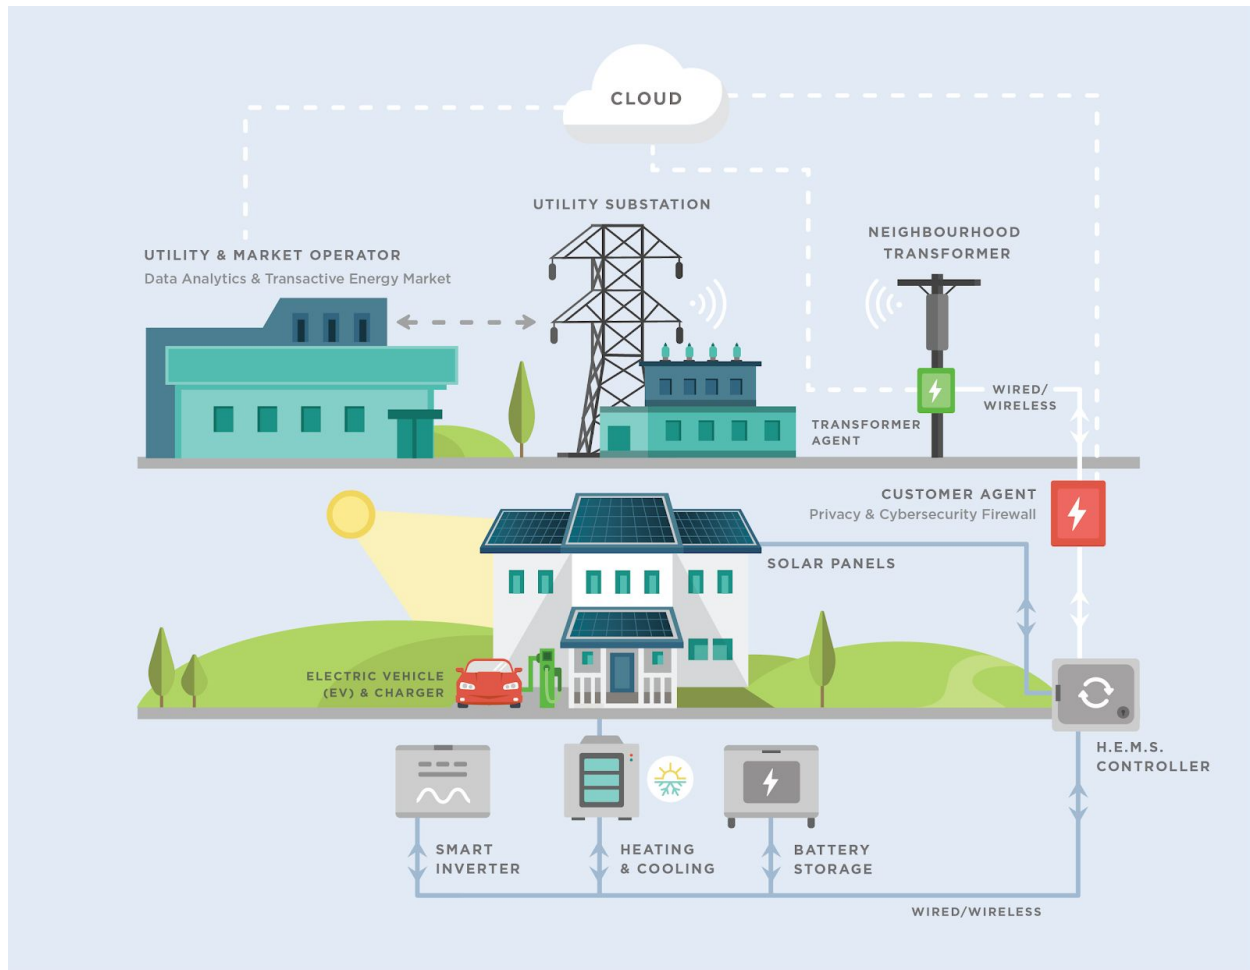 CLOUD
UTILITY SUBSTATION
NEIGHBOURHOOD
TRANSFORMER
UTILITY & MARKET OPERATOR
Data Analytics & Transactive Energy Market
WIRED/
WIRELESS
TRANSFORMER
AGENT
CUSTOMER AGENT
Privacy & Cybersecurity Firewall
SOLAR PANELS
ELECTRIC VEHICLE
(EV) & CHARGER
H.E.M.S.
CONTROLLER
SMART
INVERTER
HEATING
& COOLING
BATTERY
STORAGE
WIRED/WIRELESS